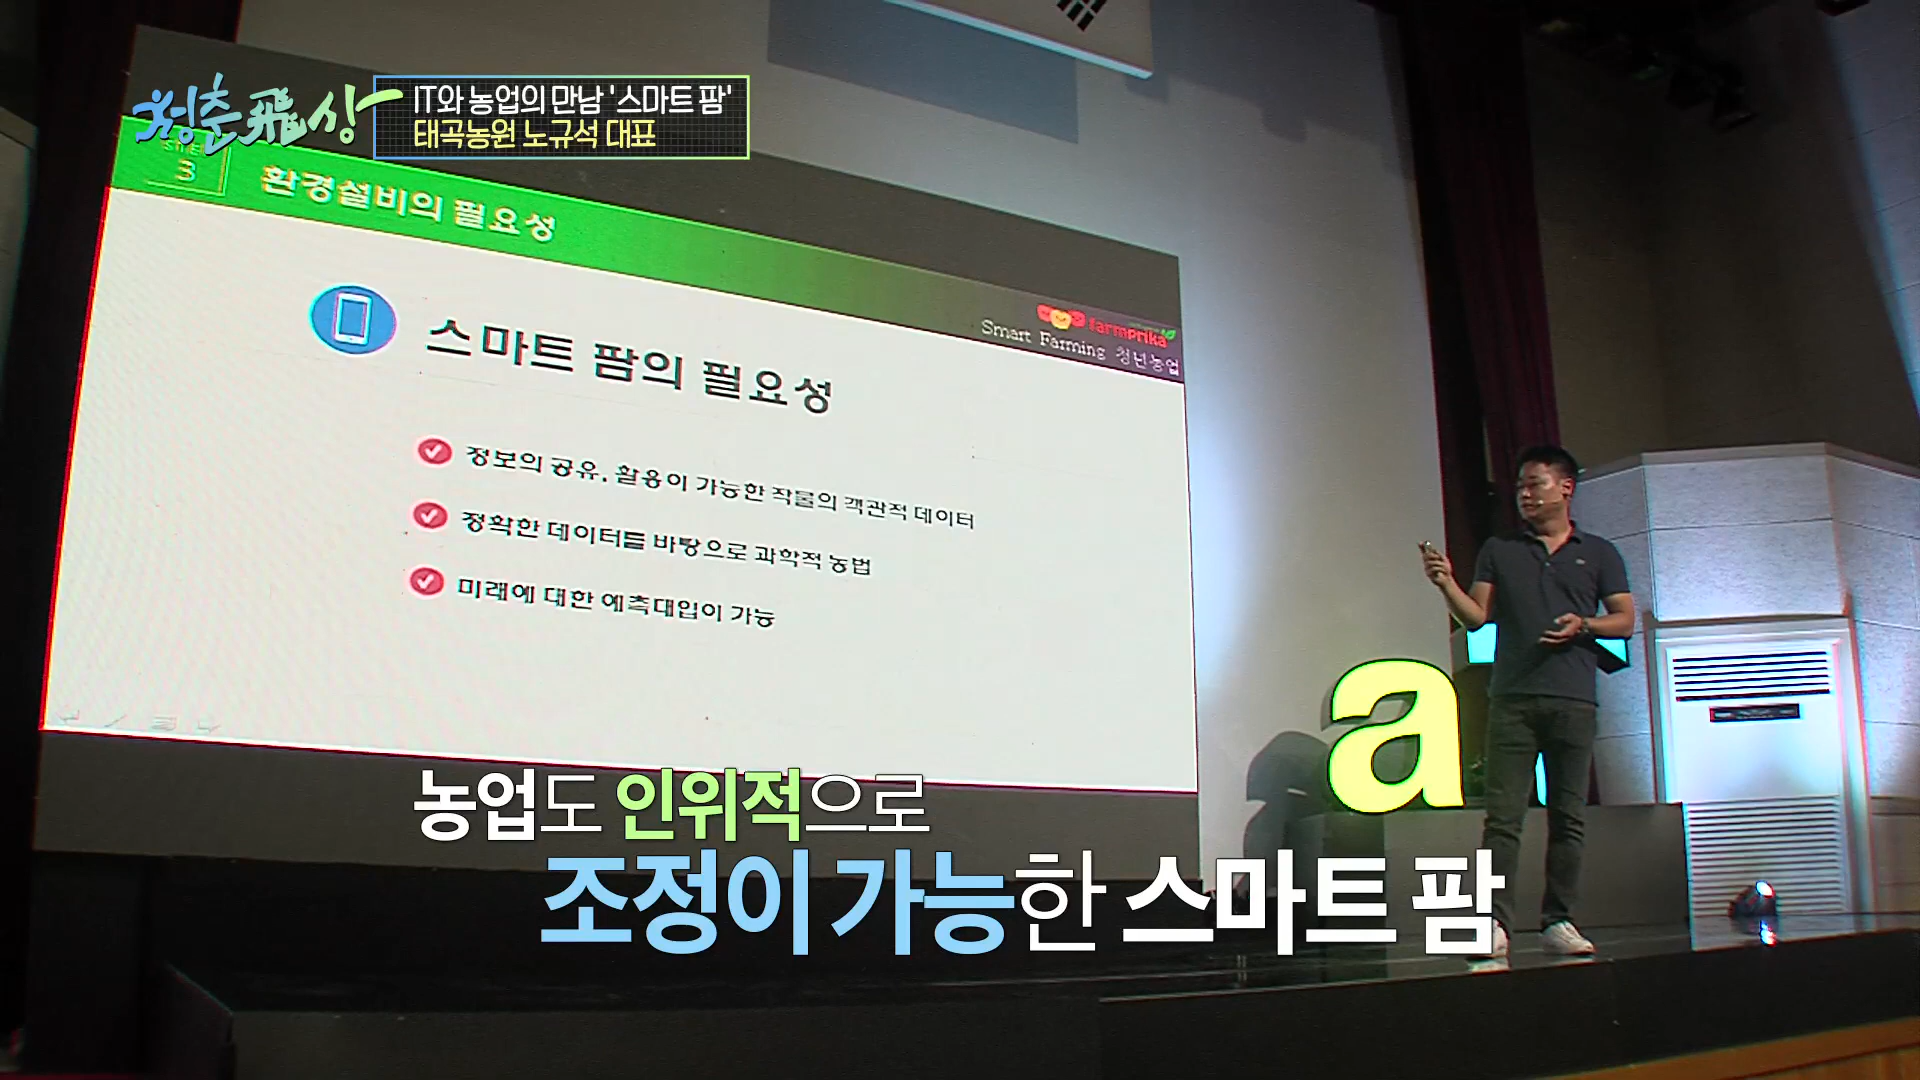 청춘飛상
IT와 농업의 만남 '스마트 팜'
태곡농원 노규석 대표
3
환경설비의 필요성
farmprika
Smart Farming 청년농업
스마트 팜의 필요성
정보의 공유, 활용이 가능한 작물의 객관적 데이터
정확한 데이터를 바탕으로 과학적 농법
미래에 대한 예측대입이 가능
a
농업도 인위적으로
조정이 가능한 스마트 팜